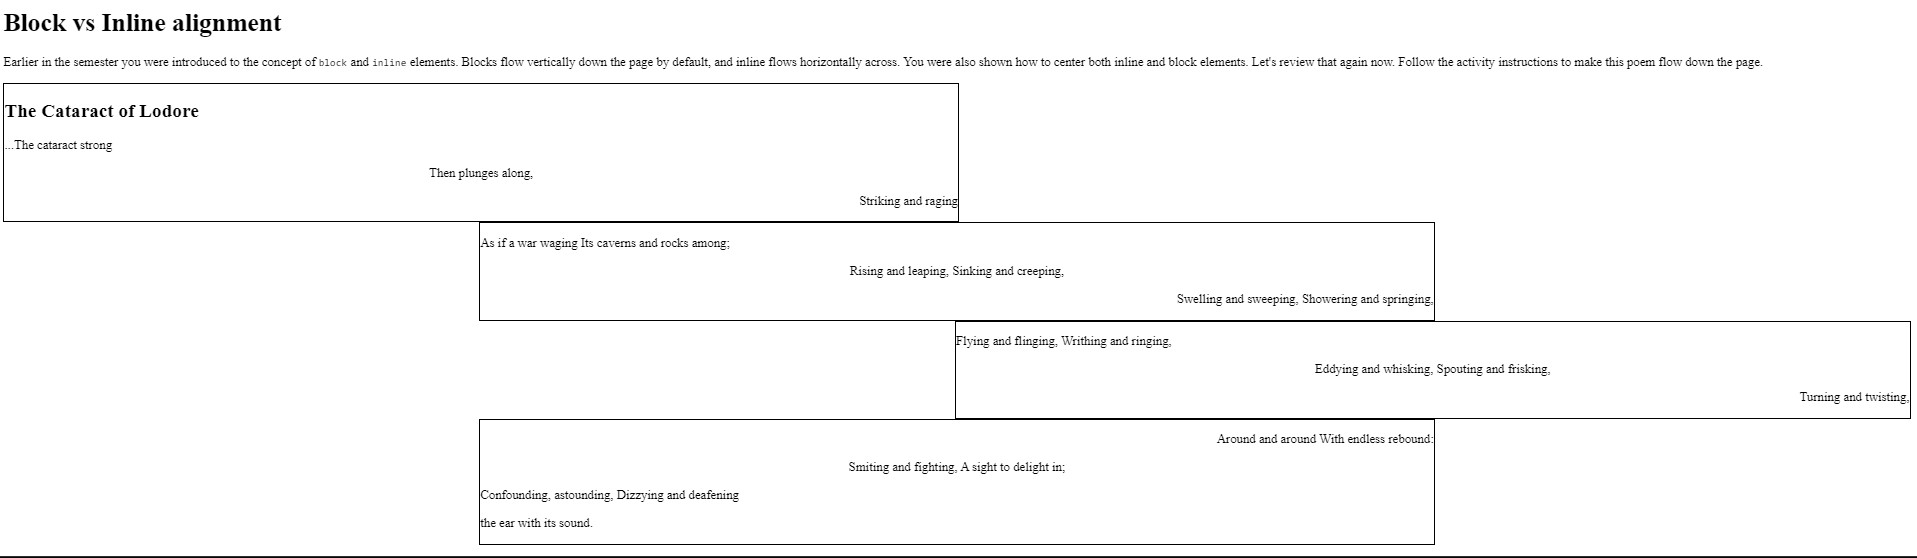 Block vs Inline alignment
Earlier in the semester you were introduced to the concept of block and inline elements. Blocks flow vertically down the page by default, and inline flows horizontally across. You were also shown how to center both inline and block elements. Let's review that again now. Follow the activity instructions to make this poem flow down the page.
The Cataract of Lodore
...The cataract strong
Then plunges along,
Striking and raging
As if a war waging Its caverns and rocks among;
Rising and leaping, Sinking and creeping,
Swelling and sweeping, Showering and springing,
Flying and flinging, Writhing and ringing,
Eddying and whisking, Spouting and frisking,
Turning and twisting,
Around and around With endless rebound:
Smiting and fighting, A sight to delight in;
Confounding, astounding, Dizzying and deafening
the ear with its sound.